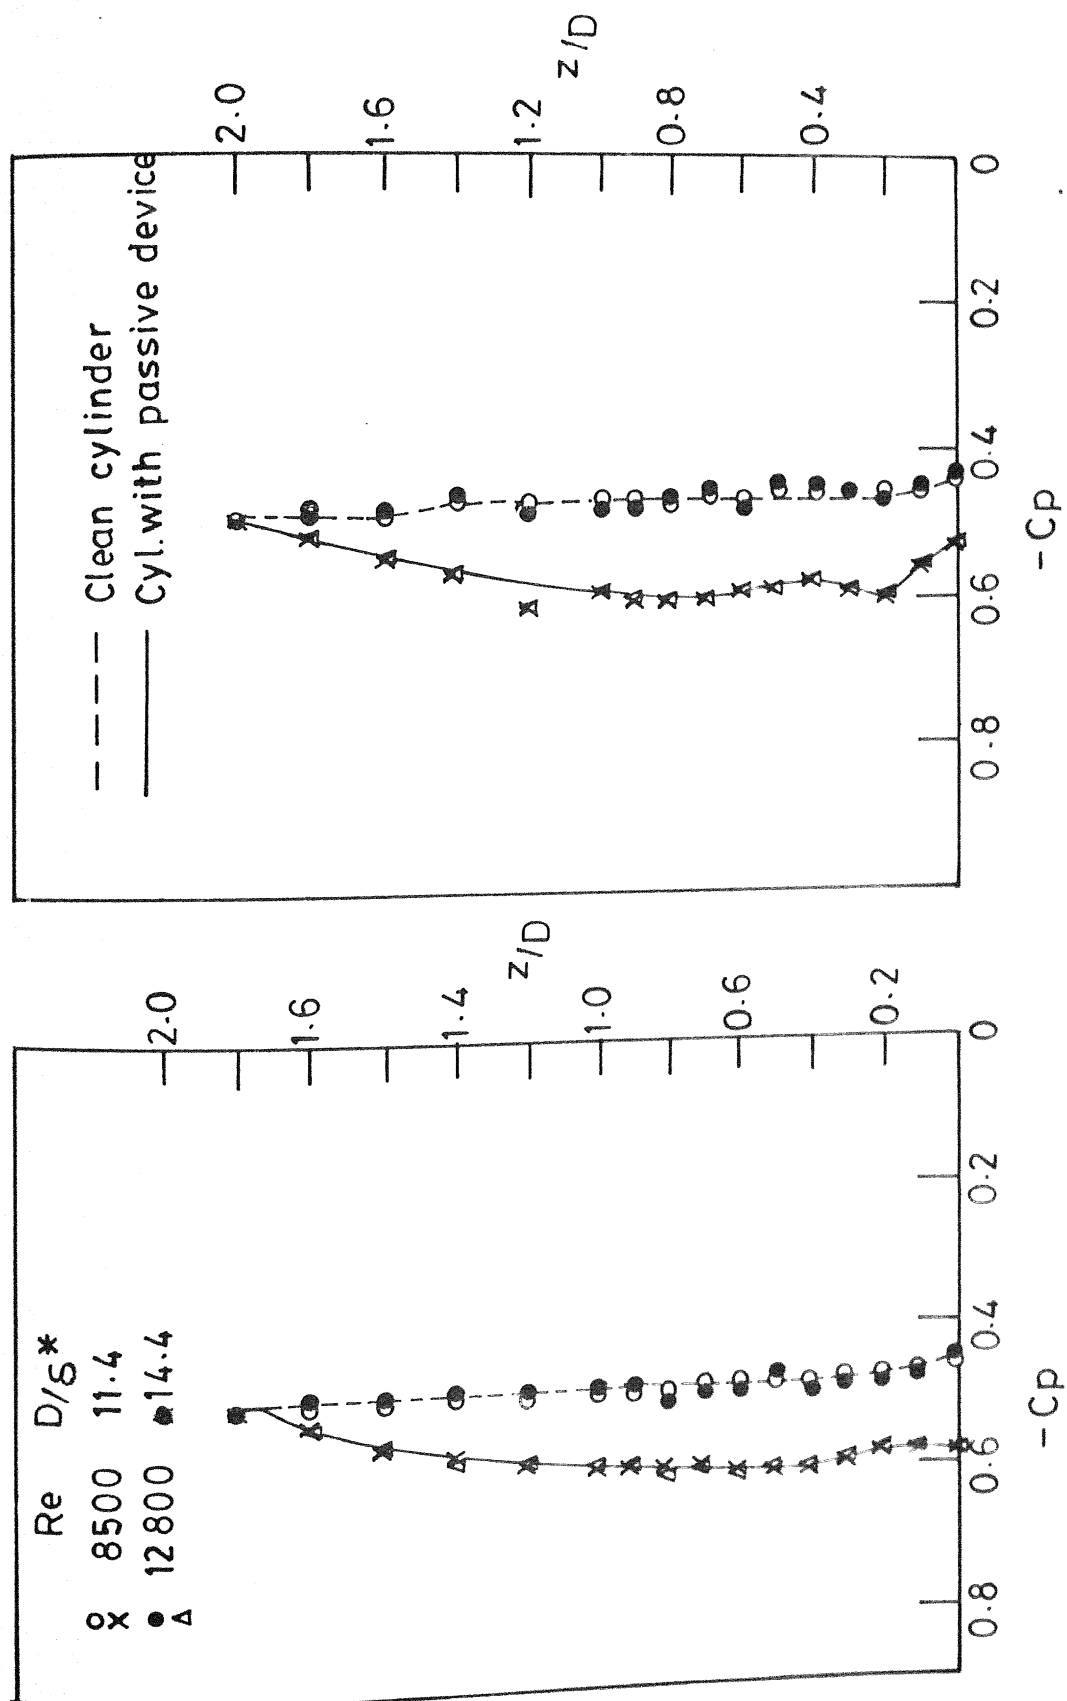 Re D/δ*
o 8500 11.4
x
● 12800 14.4
Δ
2.0
1.6
1.4
1.0
0.6
0.2
z/D
0.8 0.6 0.4 0.2 0
-Cp
Clean cylinder
Cyl. with passive device
2.0
1.6
1.2
0.8
0.4
z/D
0.8 0.6 0.4 0.2 0
-Cp